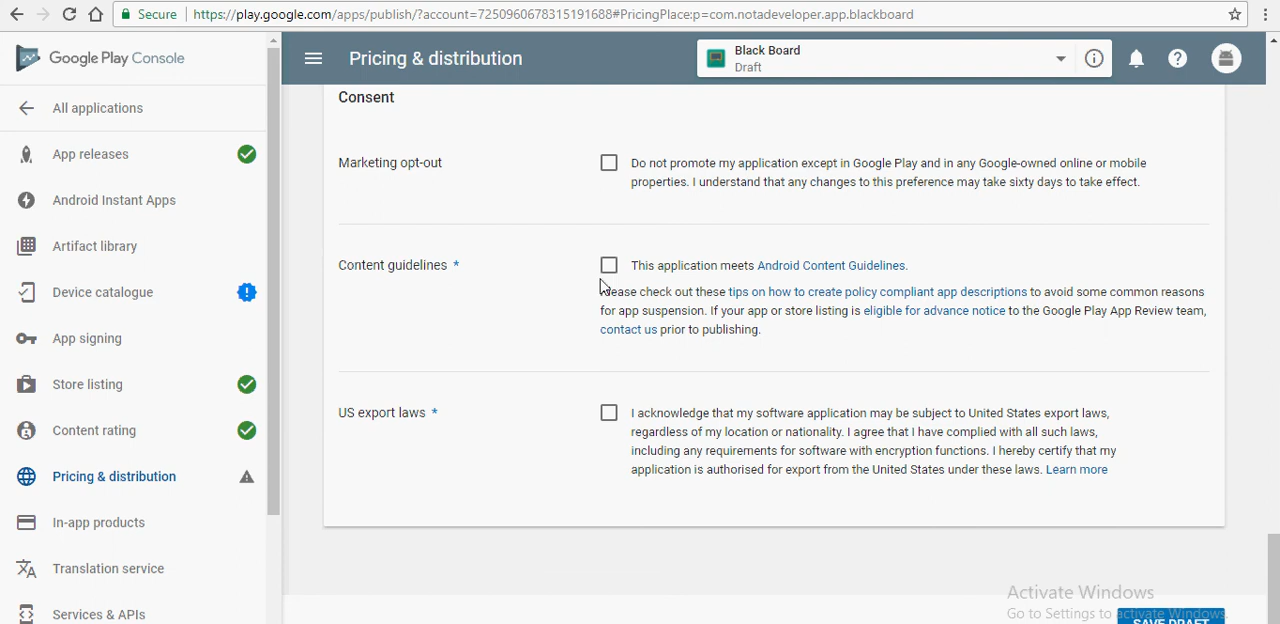 Secure https://play.google.com/apps/publish/?account=7250960678315191688#PricingPlace:p=com.notadeveloper.app.blackboard
Google Play Console
Pricing & distribution
Black Board
Draft
All applications
App releases
Android Instant Apps
Artifact library
Device catalogue
App signing
Store listing
Content rating
Pricing & distribution
In-app products
Translation service
Services & APIs
Consent
Marketing opt-out
Do not promote my application except in Google Play and in any Google-owned online or mobile
properties. I understand that any changes to this preference may take sixty days to take effect.
Content guidelines *
This application meets Android Content Guidelines.
Please check out these tips on how to create policy compliant app descriptions to avoid some common reasons
for app suspension. If your app or store listing is eligible for advance notice to the Google Play App Review team,
contact us prior to publishing.
US export laws *
I acknowledge that my software application may be subject to United States export laws,
regardless of my location or nationality. I agree that I have complied with all such laws,
including any requirements for software with encryption functions. I hereby certify that my
application is authorised for export from the United States under these laws. Learn more
Activate Windows
Go to Settings to activate Windows.
SAVE DRAFT